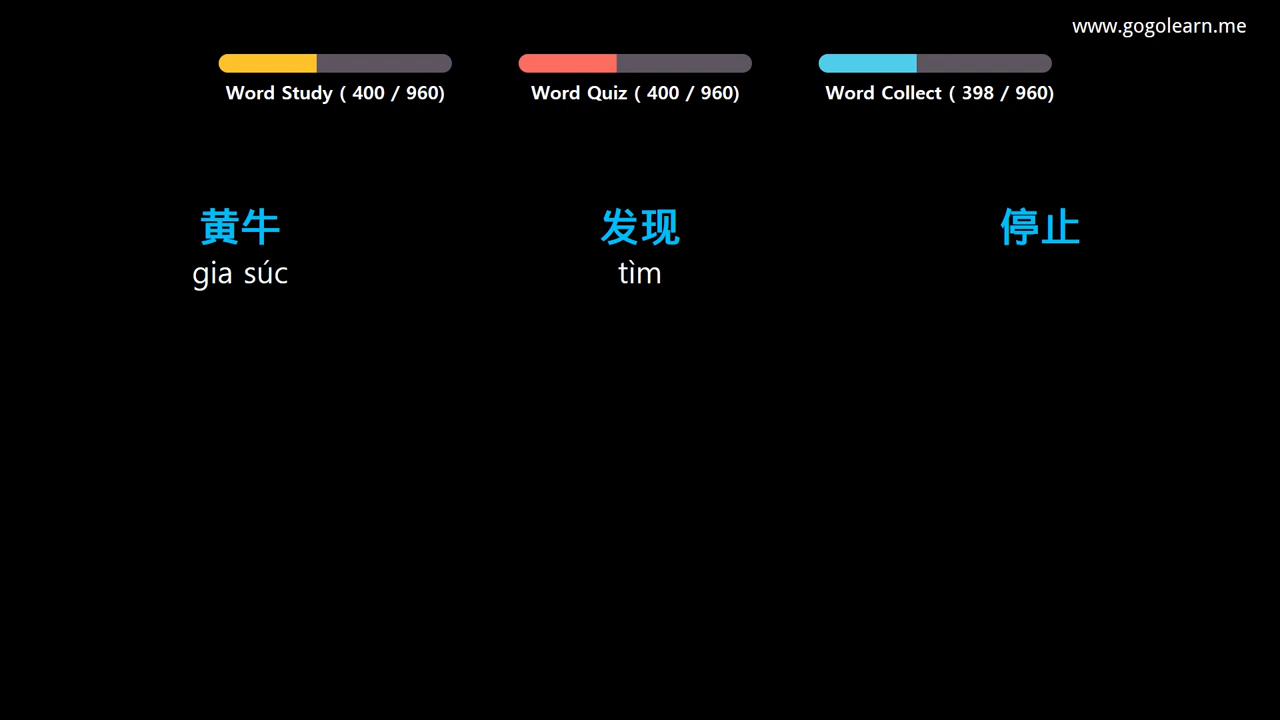 www.gogolearn.me
Word Study ( 400 / 960)
Word Quiz ( 400 / 960)
Word Collect ( 398 / 960)
黄牛
gia súc
发现
tìm
停止